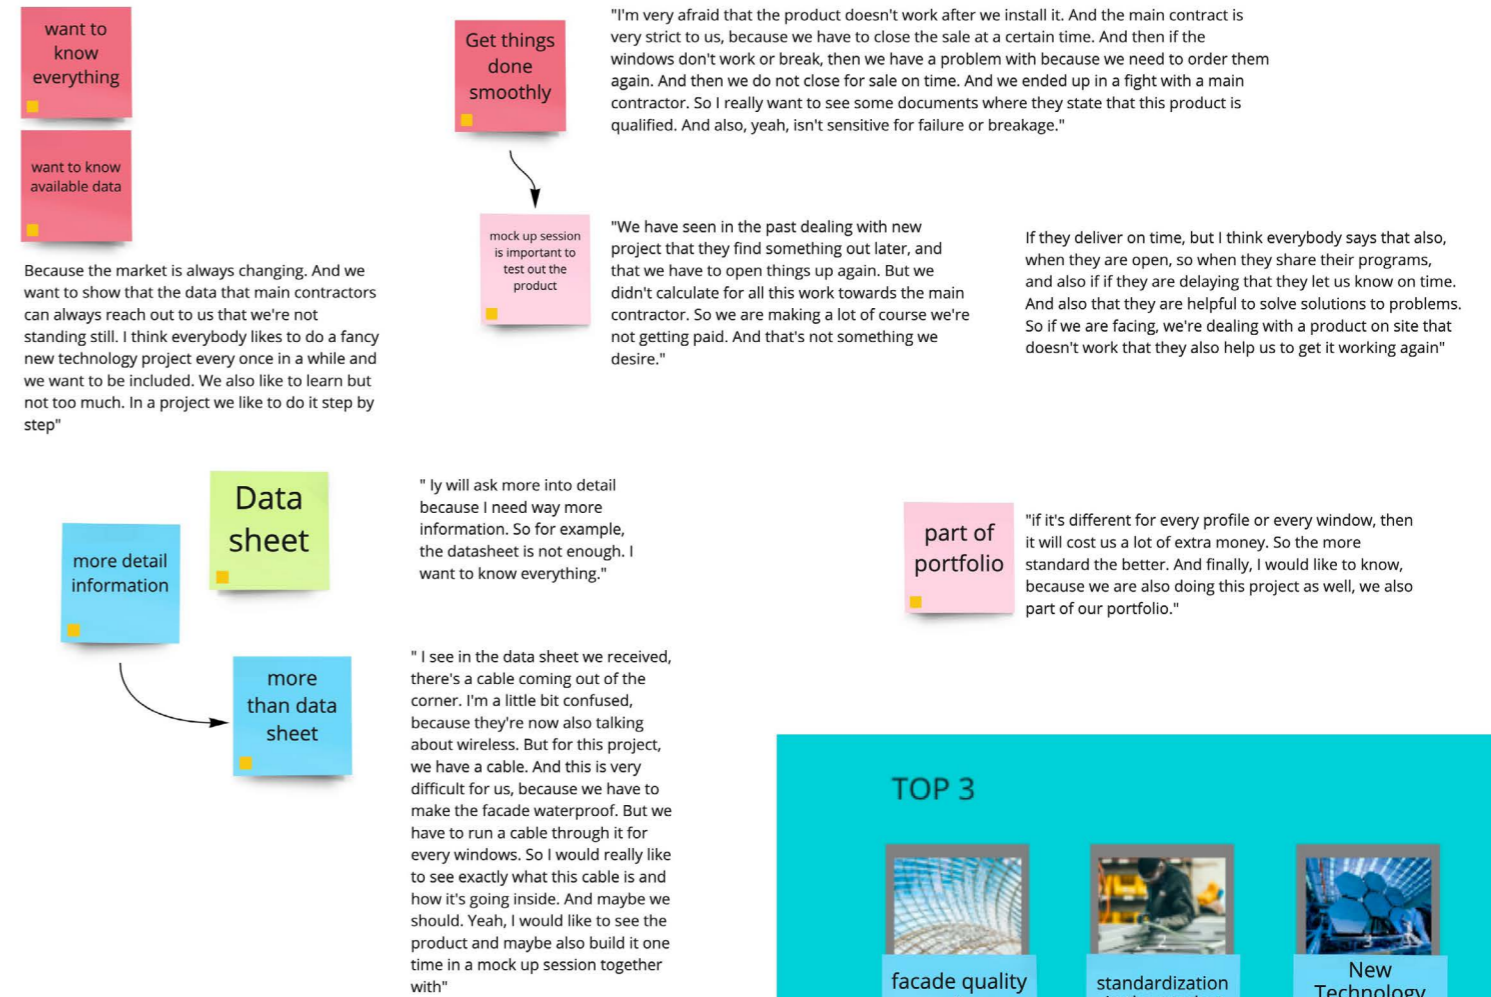 want to
know
everything
want to know
available data
Because the market is always changing. And we
want to show that the data that main contractors
can always reach out to us that we're not
standing still. I think everybody likes to do a fancy
new technology project every once in a while and
we want to be included. We also like to learn but
not too much. In a project we like to do it step by
step"
Get things
done
smoothly
"I'm very afraid that the product doesn't work after we install it. And the main contract is
very strict to us, because we have to close the sale at a certain time. And then if the
windows don't work or break, then we have a problem with because we need to order them
again. And then we do not close for sale on time. And we ended up in a fight with a main
contractor. So I really want to see some documents where they state that this product is
qualified. And also, yeah, isn't sensitive for failure or breakage."
mock up session
is important to
test out the
product
"We have seen in the past dealing with new
project that they find something out later, and
that we have to open things up again. But we
didn't calculate for all this work towards the main
contractor. So we are making a lot of course we're
not getting paid. And that's not something we
desire."
If they deliver on time, but I think everybody says that also,
when they are open, so when they share their programs,
and also if if they are delaying that they let us know on time.
And also that they are helpful to solve solutions to problems.
So if we are facing, we're dealing with a product on site that
doesn't work that they also help us to get it working again"
more detail
information
Data
sheet
" ly will ask more into detail
because I need way more
information. So for example,
the datasheet is not enough. I
want to know everything."
more
than data
sheet
" I see in the data sheet we received,
there's a cable coming out of the
corner. I'm a little bit confused,
because they're now also talking
about wireless. But for this project,
we have a cable. And this is very
difficult for us, because we have to
make the facade waterproof. But we
have to run a cable through it for
every windows. So I would really like
to see exactly what this cable is and
how it's going inside. And maybe we
should. Yeah, I would like to see the
product and maybe also build it one
time in a mock up session together
with"
part of
portfolio
"if it's different for every profile or every window, then
it will cost us a lot of extra money. So the more
standard the better. And finally, I would like to know,
because we are also doing this project as well, we also
part of our portfolio."
TOP 3
2
3
facade quality
standardization
New
Technology